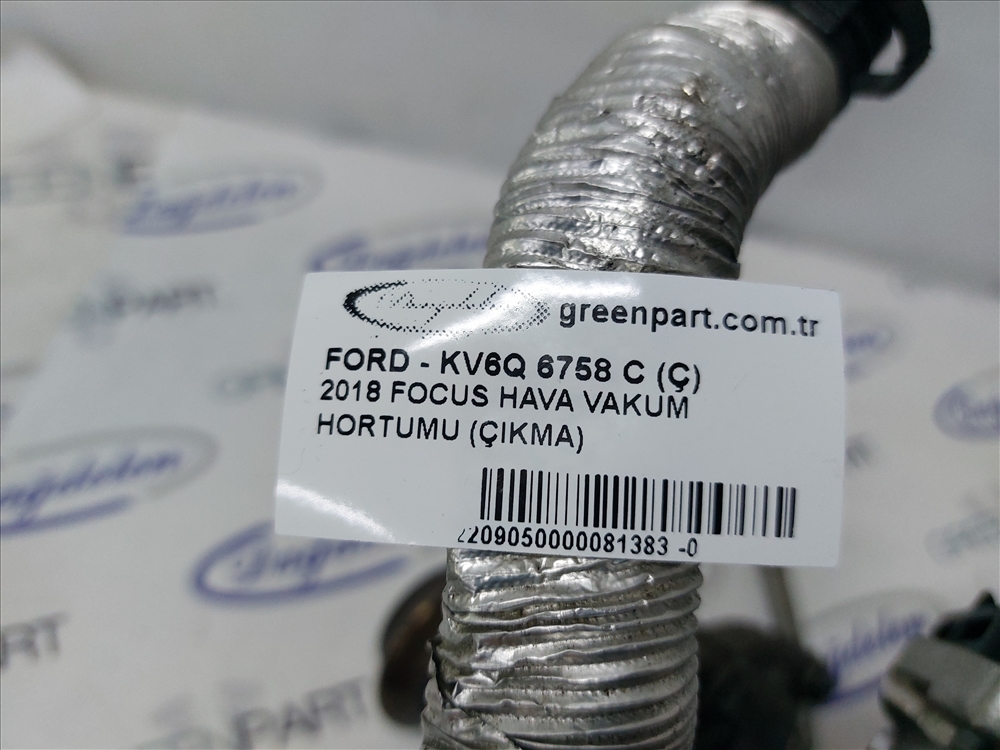 greenpart.com.tr
FORD - KV6Q 6758 C (Ç)
2018 FOCUS HAVA VAKUM
HORTUMU (ÇIKMA)
2209050000081383 -0